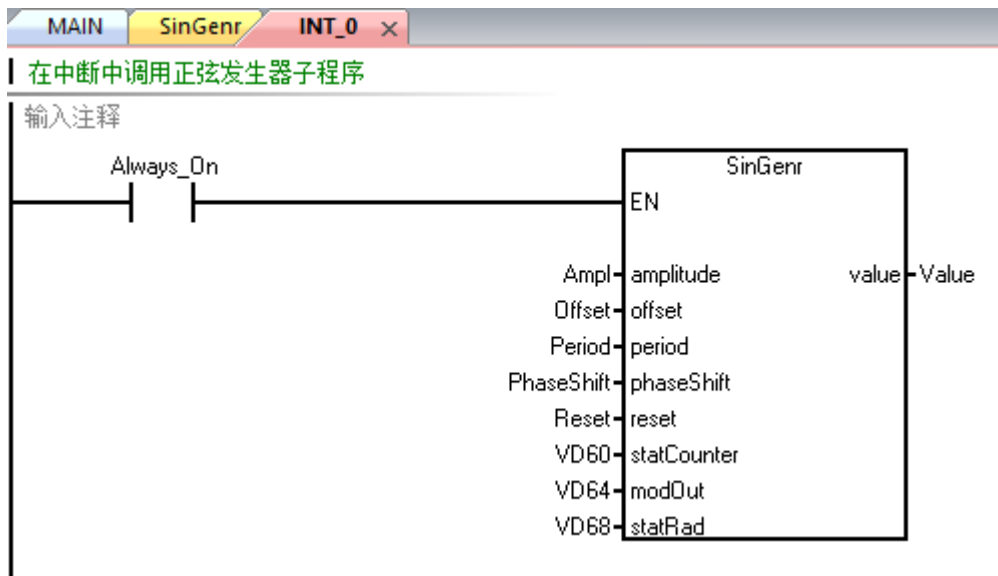 MAIN SinGenr INT_0 ×
在中断中调用正弦发生器子程序
输入注释
Always_On SinGenr
EN
Ampl amplitude value Value
Offset offset
Period period
PhaseShift phaseShift
Reset reset
VD60 statCounter
VD64 modOut
VD68 statRad